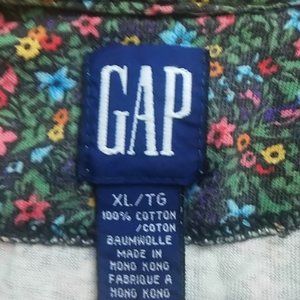 GAP
XL/TG
100% COTTON
/COTON
BAUMWOLLE
MADE IN
HONG KONG
FABRIQUE A
HONG KONG